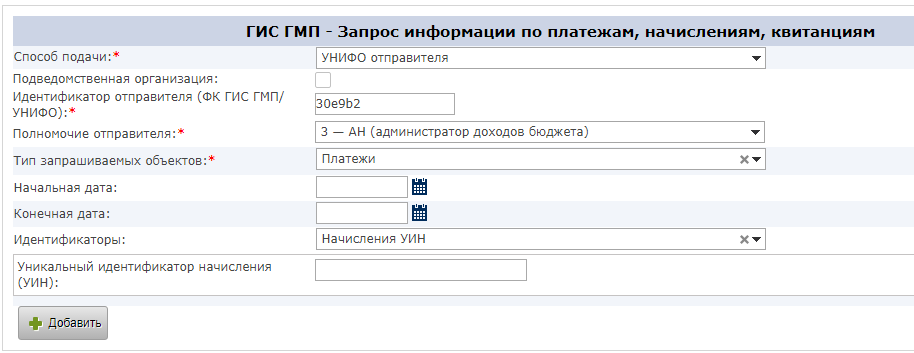 ГИС ГМП - Запрос информации по платежам, начислениям, квитанциям
Способ подачи:* УНИФО отправителя
Подведомственная организация:
Идентификатор отправителя (ФК ГИС ГМП/
УНИФО):* 30e9b2
Полномочие отправителя:* 3 — АН (администратор доходов бюджета)
Тип запрашиваемых объектов:* Платежи
Начальная дата:
Конечная дата:
Идентификаторы: Начисления УИН
Уникальный идентификатор начисления
(УИН):
Добавить